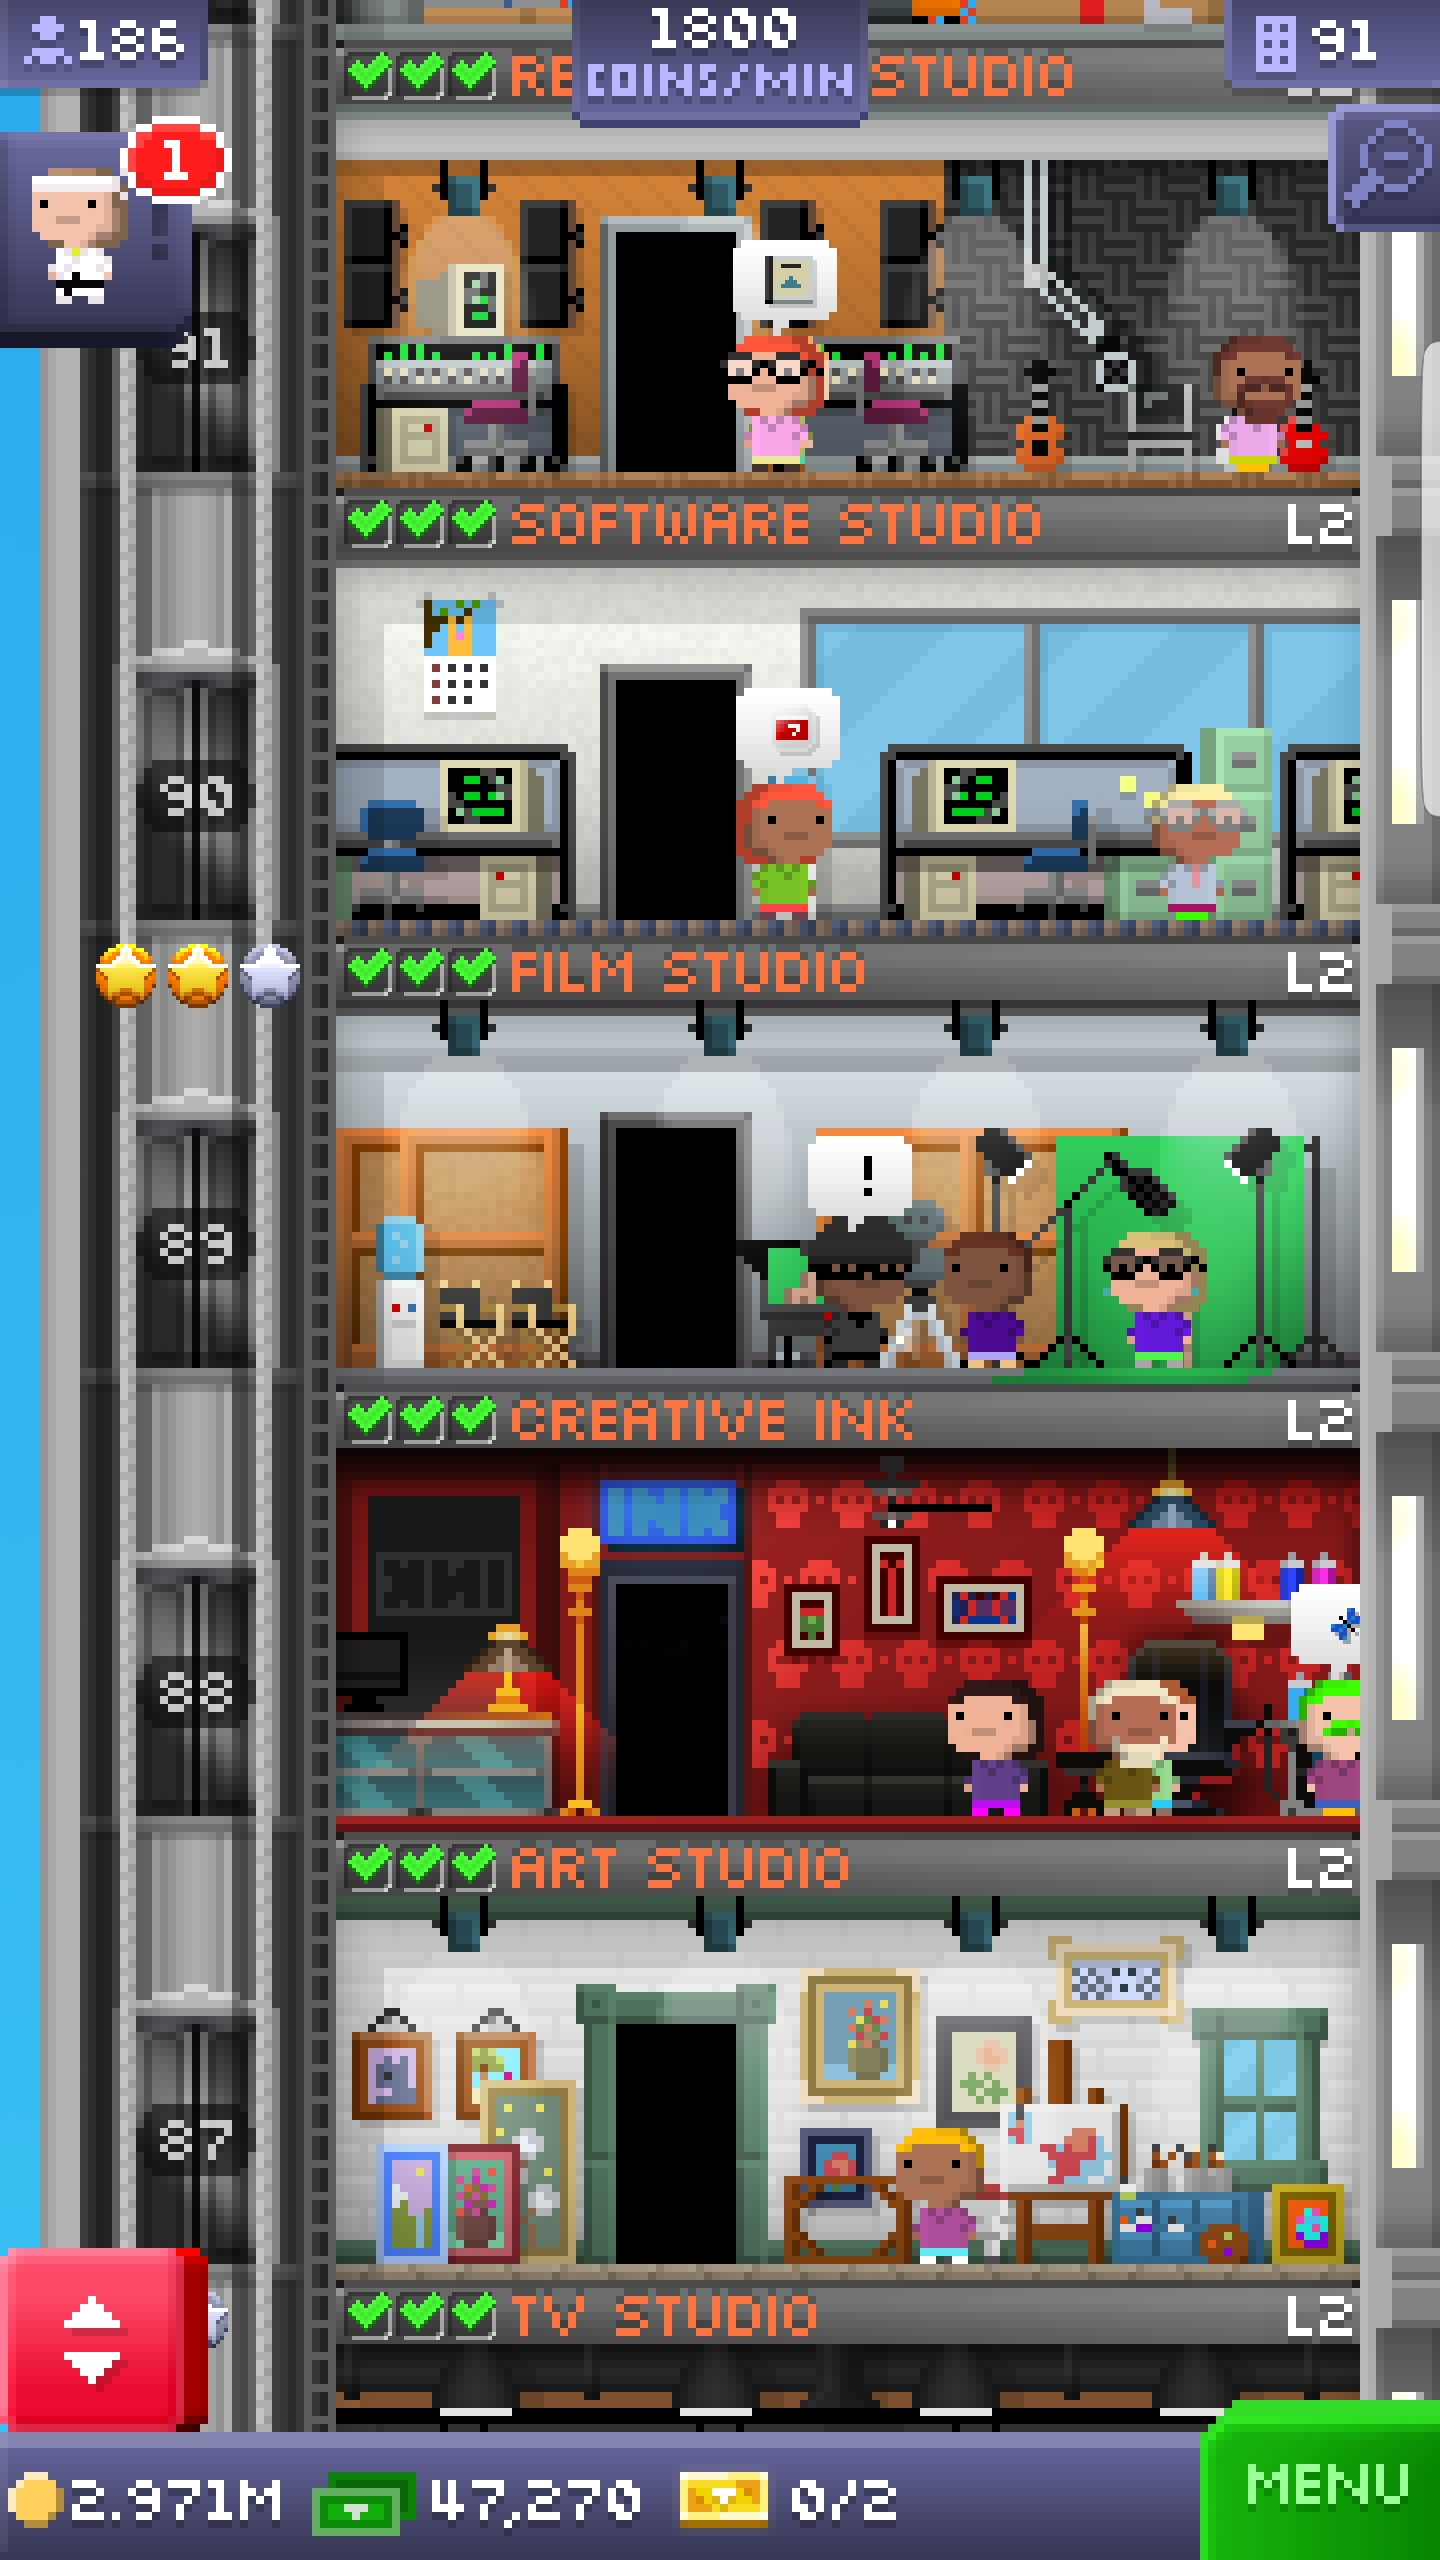 186
1800
COINS/MIN
91
RE STUDIO
1
91
SOFTWARE STUDIO L2
?
90
FILM STUDIO L2
!
89
CREATIVE INK L2
INK
88
ART STUDIO L2
87
TV STUDIO L2
2.971M 47,270 0/2
MENU